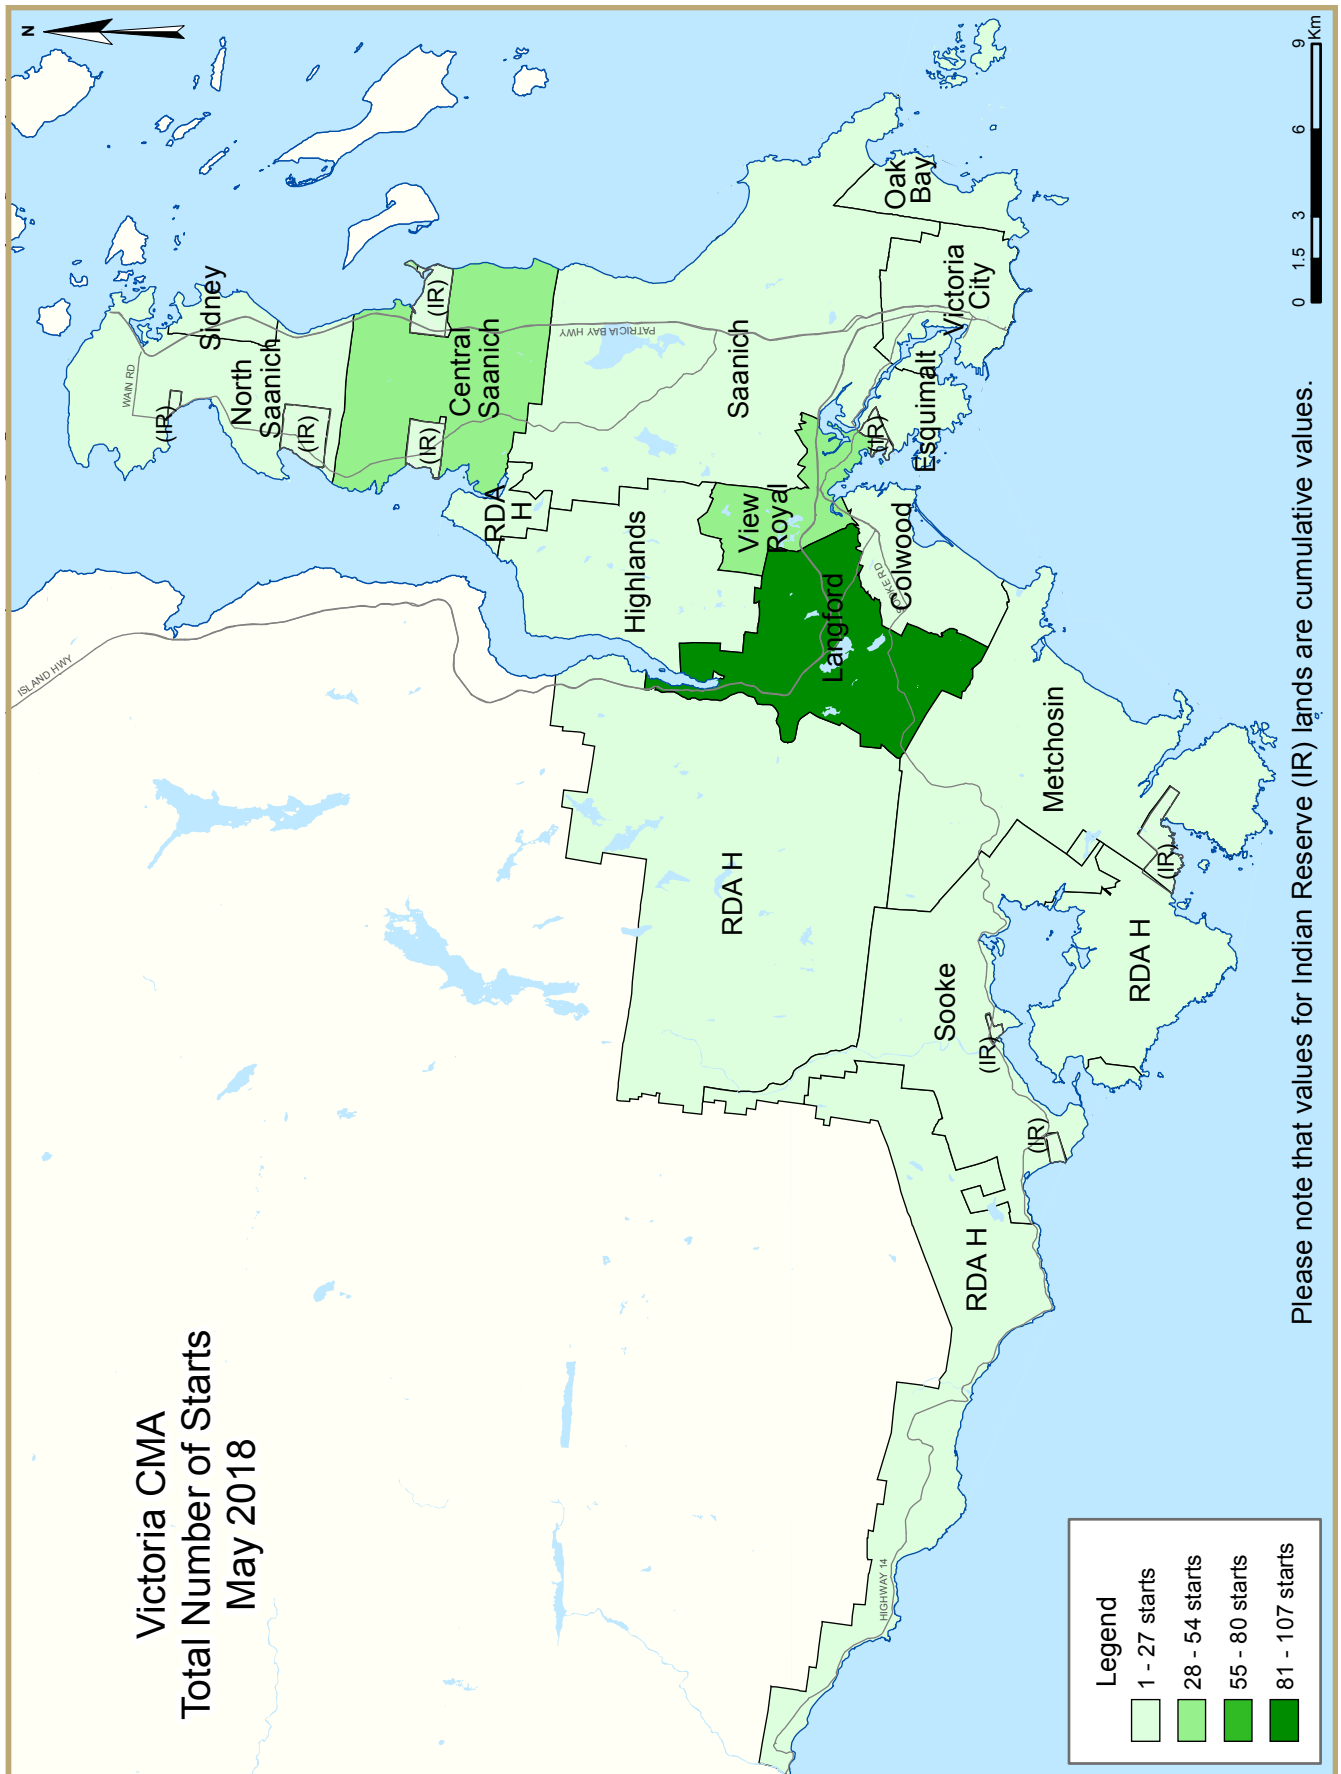 Victoria CMA
Total Number of Starts
May 2018
N
ISLAND HWY
WAIN RD
(IR)
North
Saanich
Sidney
(IR)
(IR)
(IR)
Central
Saanich
PATRICIA BAY HWY
RDA
H
Highlands
Saanich
View
Royal
Langford
Colwood
(IR)
Esquimalt
Victoria
City
Oak
Bay
RDA H
Metchosin
Sooke
(IR)
(IR)
(IR)
RDA H
RDA H
HIGHWAY 14
Legend
1 - 27 starts
28 - 54 starts
55 - 80 starts
81 - 107 starts
0 1.5 3 6 9
Km
Please note that values for Indian Reserve (IR) lands are cumulative values.